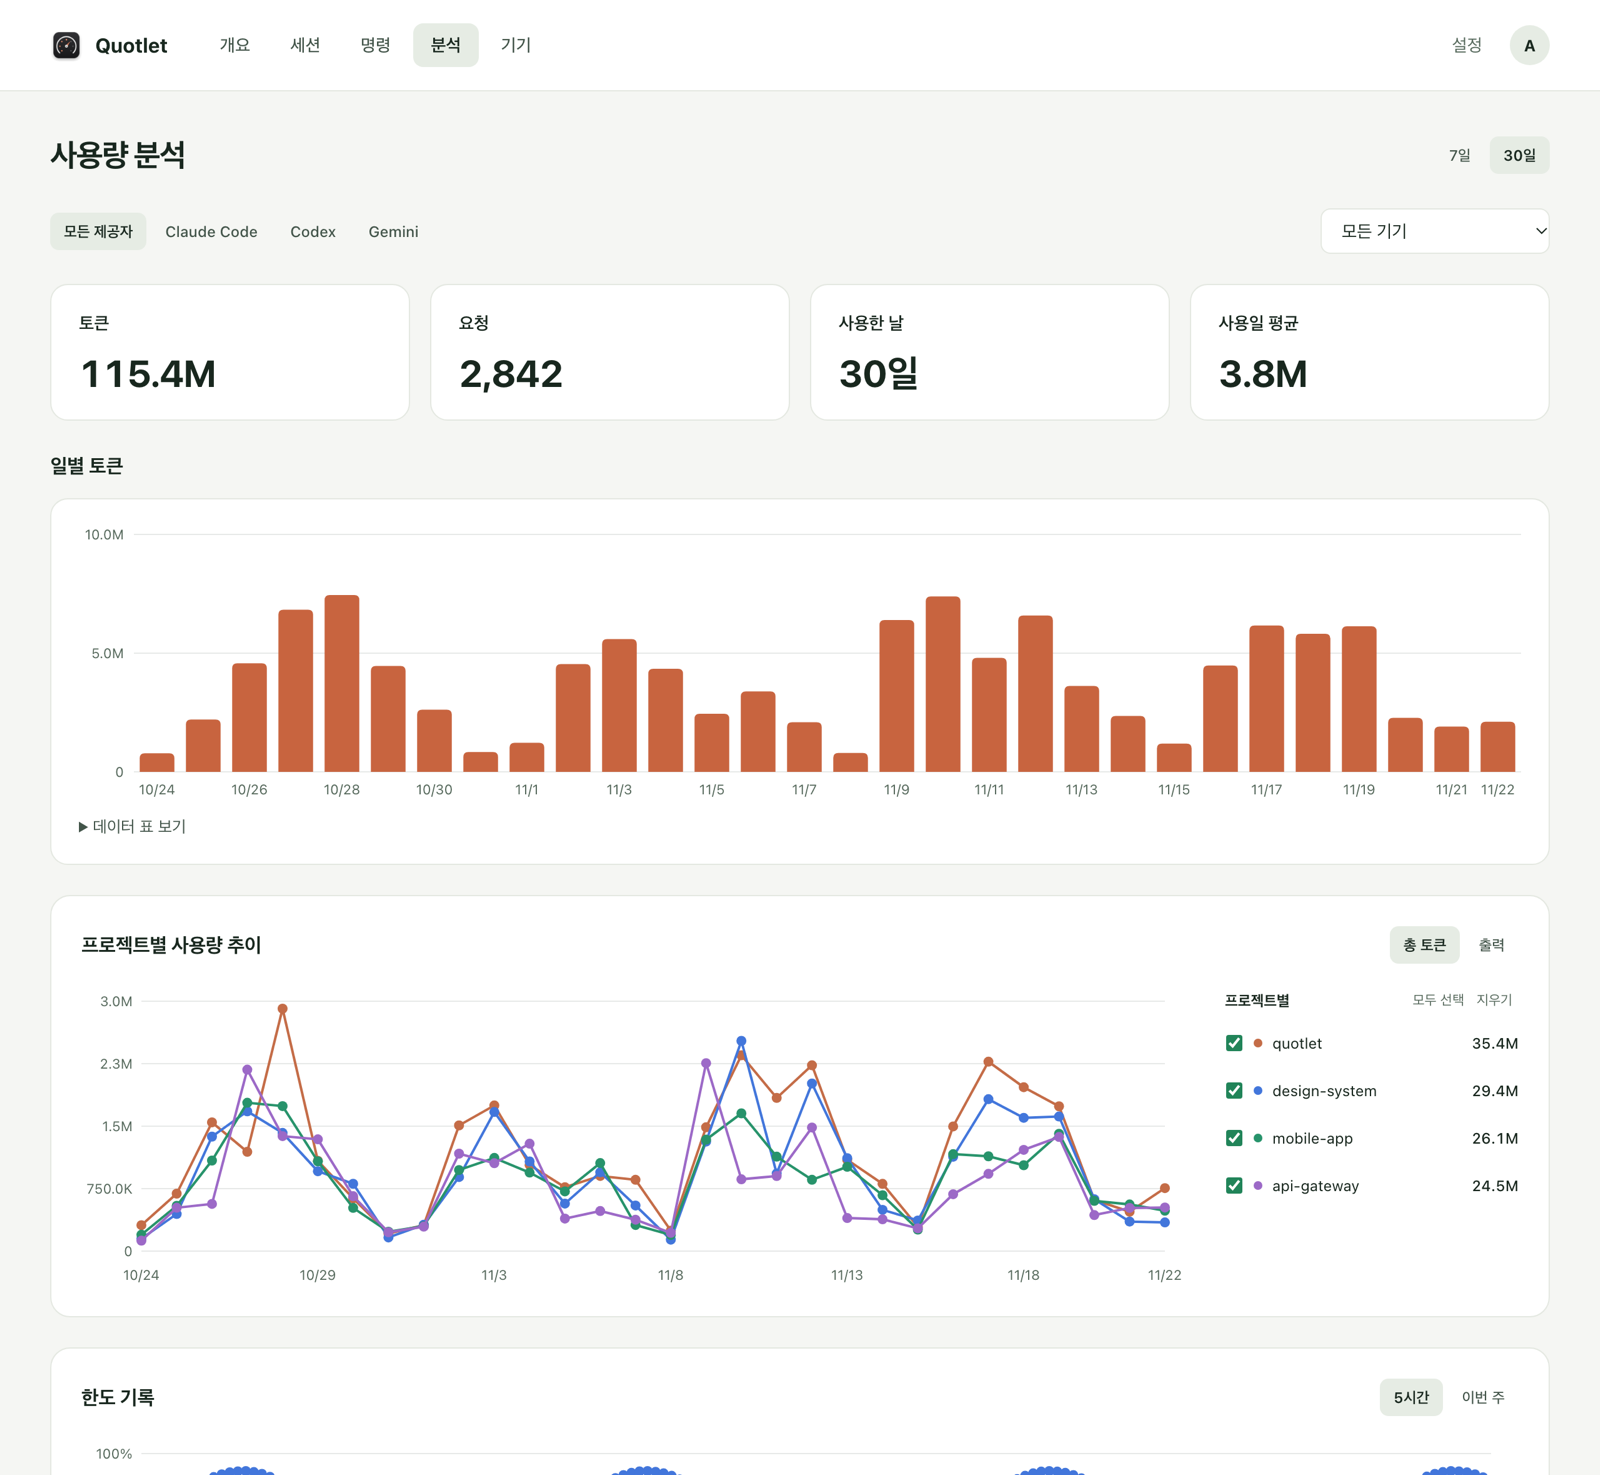 Quotlet 개요 세션 명령 분석 기기 설정 A
사용량 분석 7일 30일
모든 제공자 Claude Code Codex Gemini 모든 기기
토큰 요청 사용한 날 사용일 평균
115.4M 2,842 30일 3.8M
일별 토큰
10.0M
5.0M
0
10/24 10/26 10/28 10/30 11/1 11/3 11/5 11/7 11/9 11/11 11/13 11/15 11/17 11/19 11/21 11/22
▶ 데이터 표 보기
프로젝트별 사용량 추이 총 토큰 출력
3.0M
2.3M
1.5M
750.0K
0
10/24 10/29 11/3 11/8 11/13 11/18 11/22
프로젝트별 모두 선택 지우기
quotlet 35.4M
design-system 29.4M
mobile-app 26.1M
api-gateway 24.5M
한도 기록 5시간 이번 주
100%